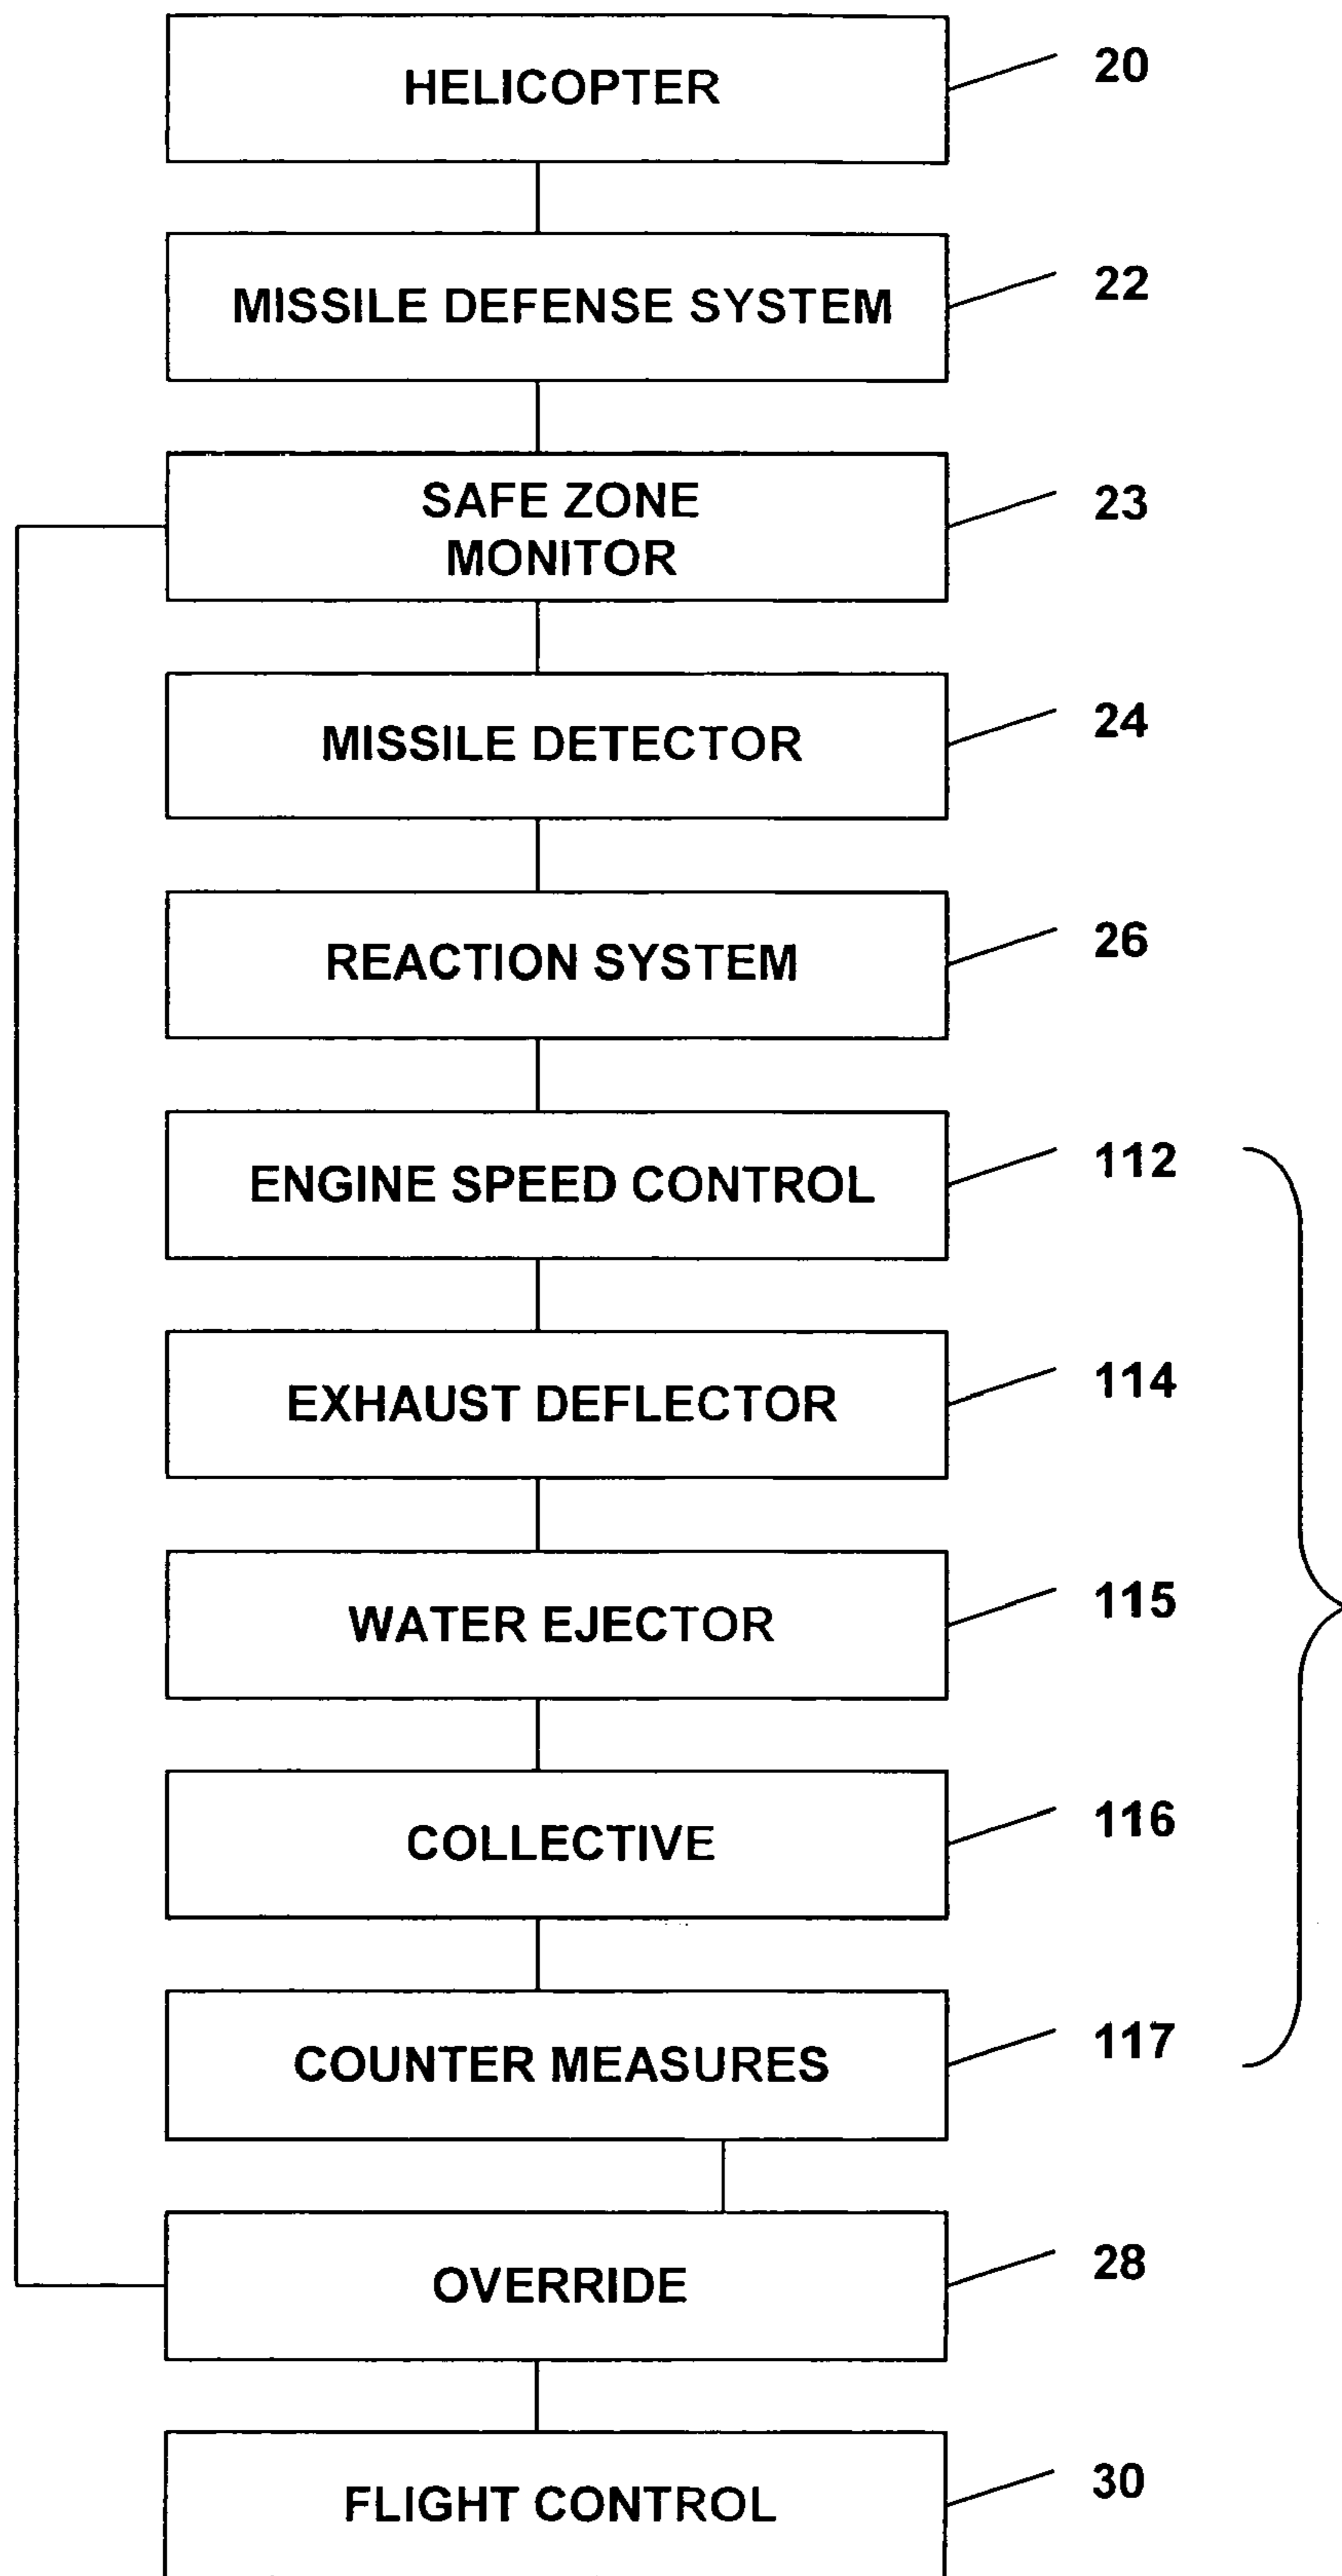 HELICOPTER 20
MISSILE DEFENSE SYSTEM 22
SAFE ZONE
MONITOR 23
MISSILE DETECTOR 24
REACTION SYSTEM 26
ENGINE SPEED CONTROL 112
EXHAUST DEFLECTOR 114
WATER EJECTOR 115
COLLECTIVE 116
COUNTER MEASURES 117
OVERRIDE 28
FLIGHT CONTROL 30